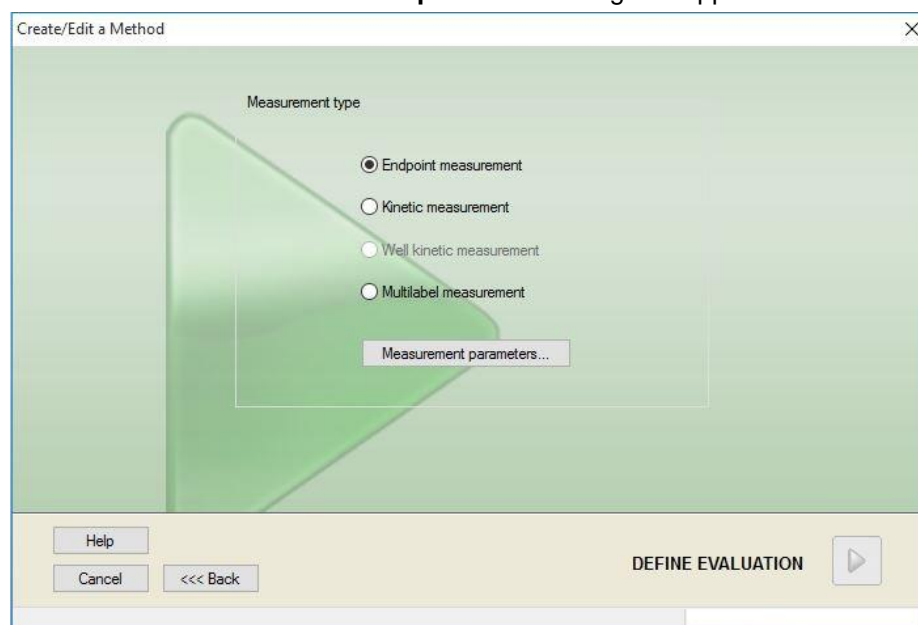 Create/Edit a Method
Measurement type
Endpoint measurement
Kinetic measurement
Well kinetic measurement
Multilabel measurement
Measurement parameters...
Help
Cancel
<<< Back
DEFINE EVALUATION